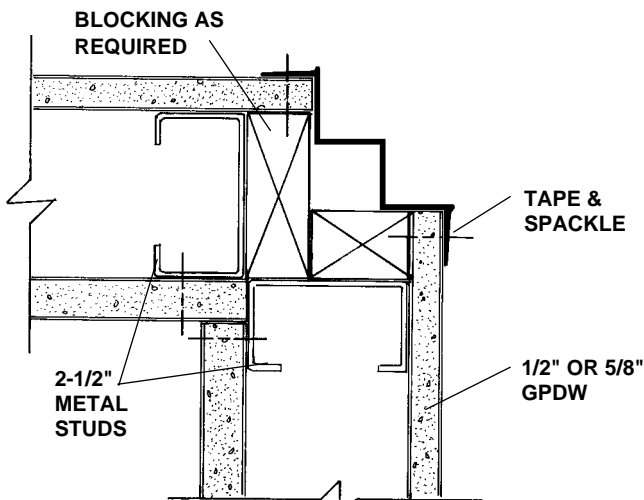 BLOCKING AS
REQUIRED
TAPE &
SPACKLE
2-1/2"
METAL
STUDS
1/2" OR 5/8"
GPDW